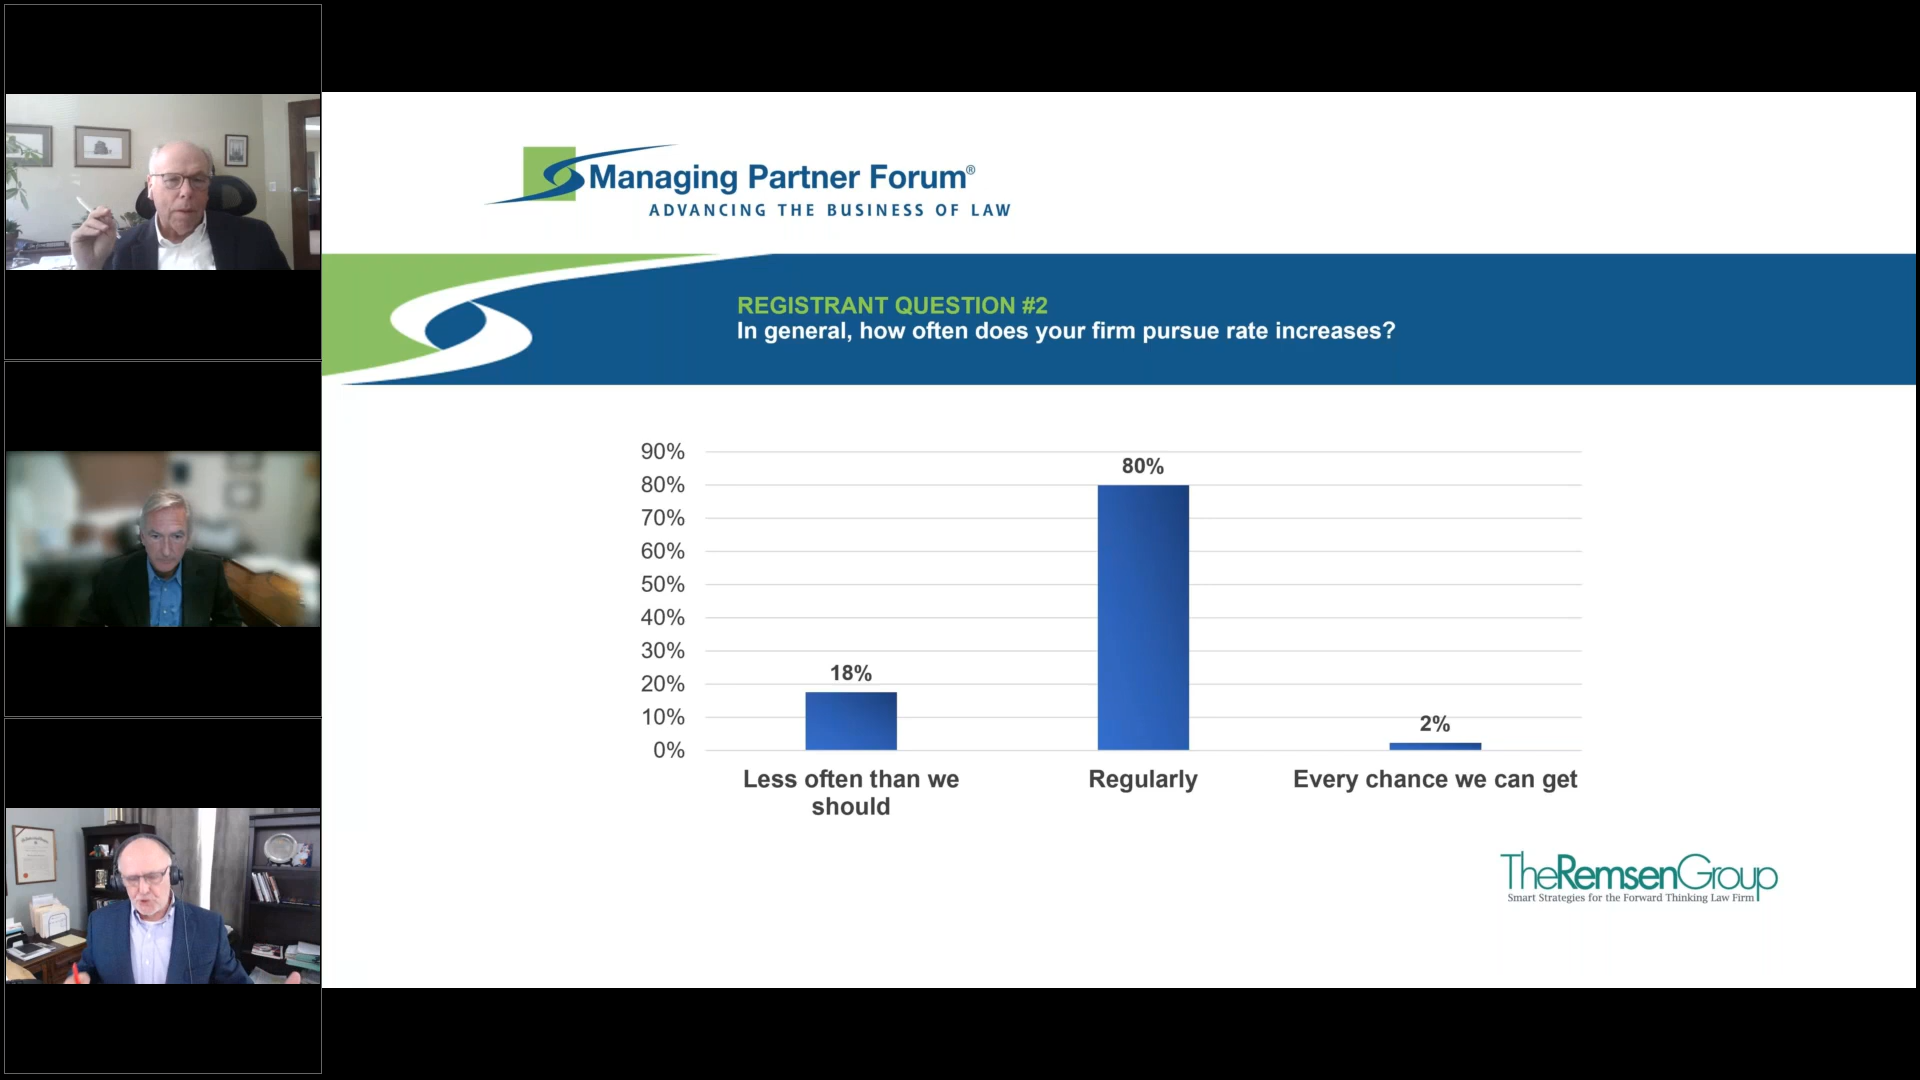 Managing Partner Forum®
ADVANCING THE BUSINESS OF LAW
REGISTRANT QUESTION #2
In general, how often does your firm pursue rate increases?
90%
80%
70%
60%
50%
40%
30%
20%
10%
0%
18%
80%
2%
Less often than we
should
Regularly
Every chance we can get
TheRemsenGroup
Smart Strategies for the Forward Thinking Law Firm